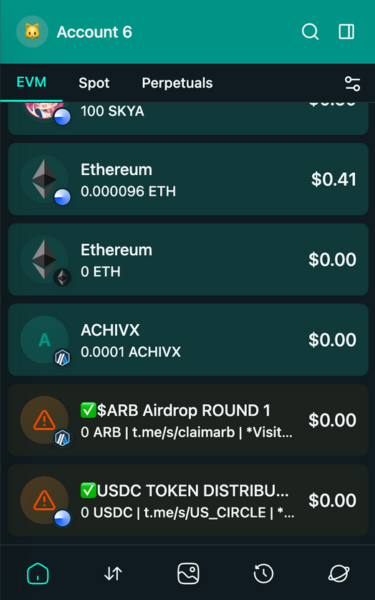 Account 6
EVM
Spot
Perpetuals
100 SKYA
Ethereum
$0.41
0.000096 ETH
Ethereum
$0.00
0 ETH
A
ACHIVX
$0.00
0.0001 ACHIVX
✅$ARB Airdrop ROUND 1
$0.00
0 ARB | t.me/s/claimarb | *Visit...
✅USDC TOKEN DISTRIBU...
$0.00
0 USDC | t.me/s/US_CIRCLE | *...